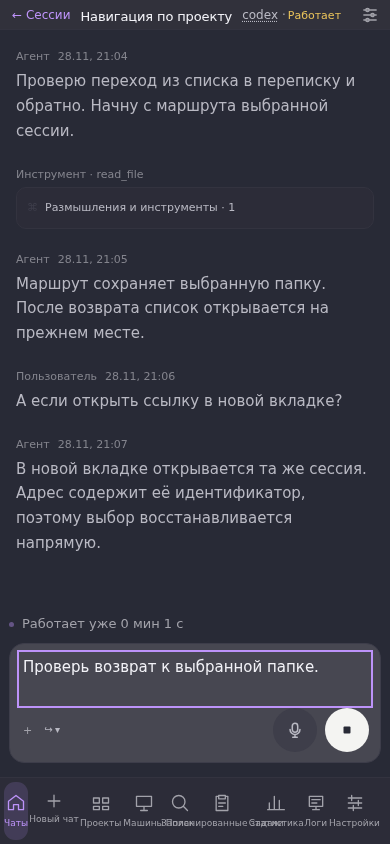 ← Сессии Навигация по проекту codex · Работает
Агент 28.11, 21:04
Проверю переход из списка в переписку и
обратно. Начну с маршрута выбранной
сессии.
Инструмент · read_file
Размышления и инструменты · 1
Агент 28.11, 21:05
Маршрут сохраняет выбранную папку.
После возврата список открывается на
прежнем месте.
Пользователь 28.11, 21:06
А если открыть ссылку в новой вкладке?
Агент 28.11, 21:07
В новой вкладке открывается та же сессия.
Адрес содержит её идентификатор,
поэтому выбор восстанавливается
напрямую.
Работает уже 0 мин 1 с
Проверь возврат к выбранной папке.
Чаты Новый чат Проекты Машины Статистика Логи Настройки